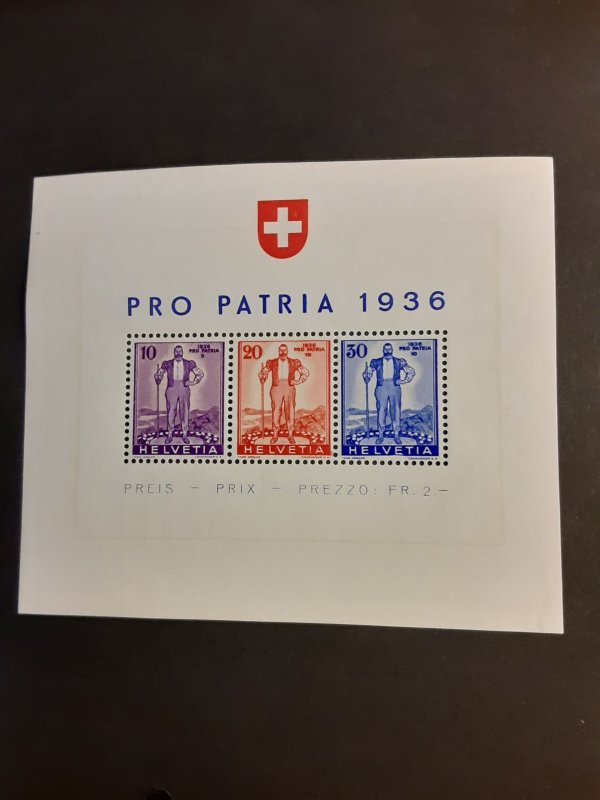 PRO PATRIA 1936
10 1936
PRO PATRIA
5
HELVETIA
20 1936
PRO PATRIA
10
HELVETIA
30 1936
PRO PATRIA
10
HELVETIA
PREIS – PRIX – PREZZO: FR. 2.–